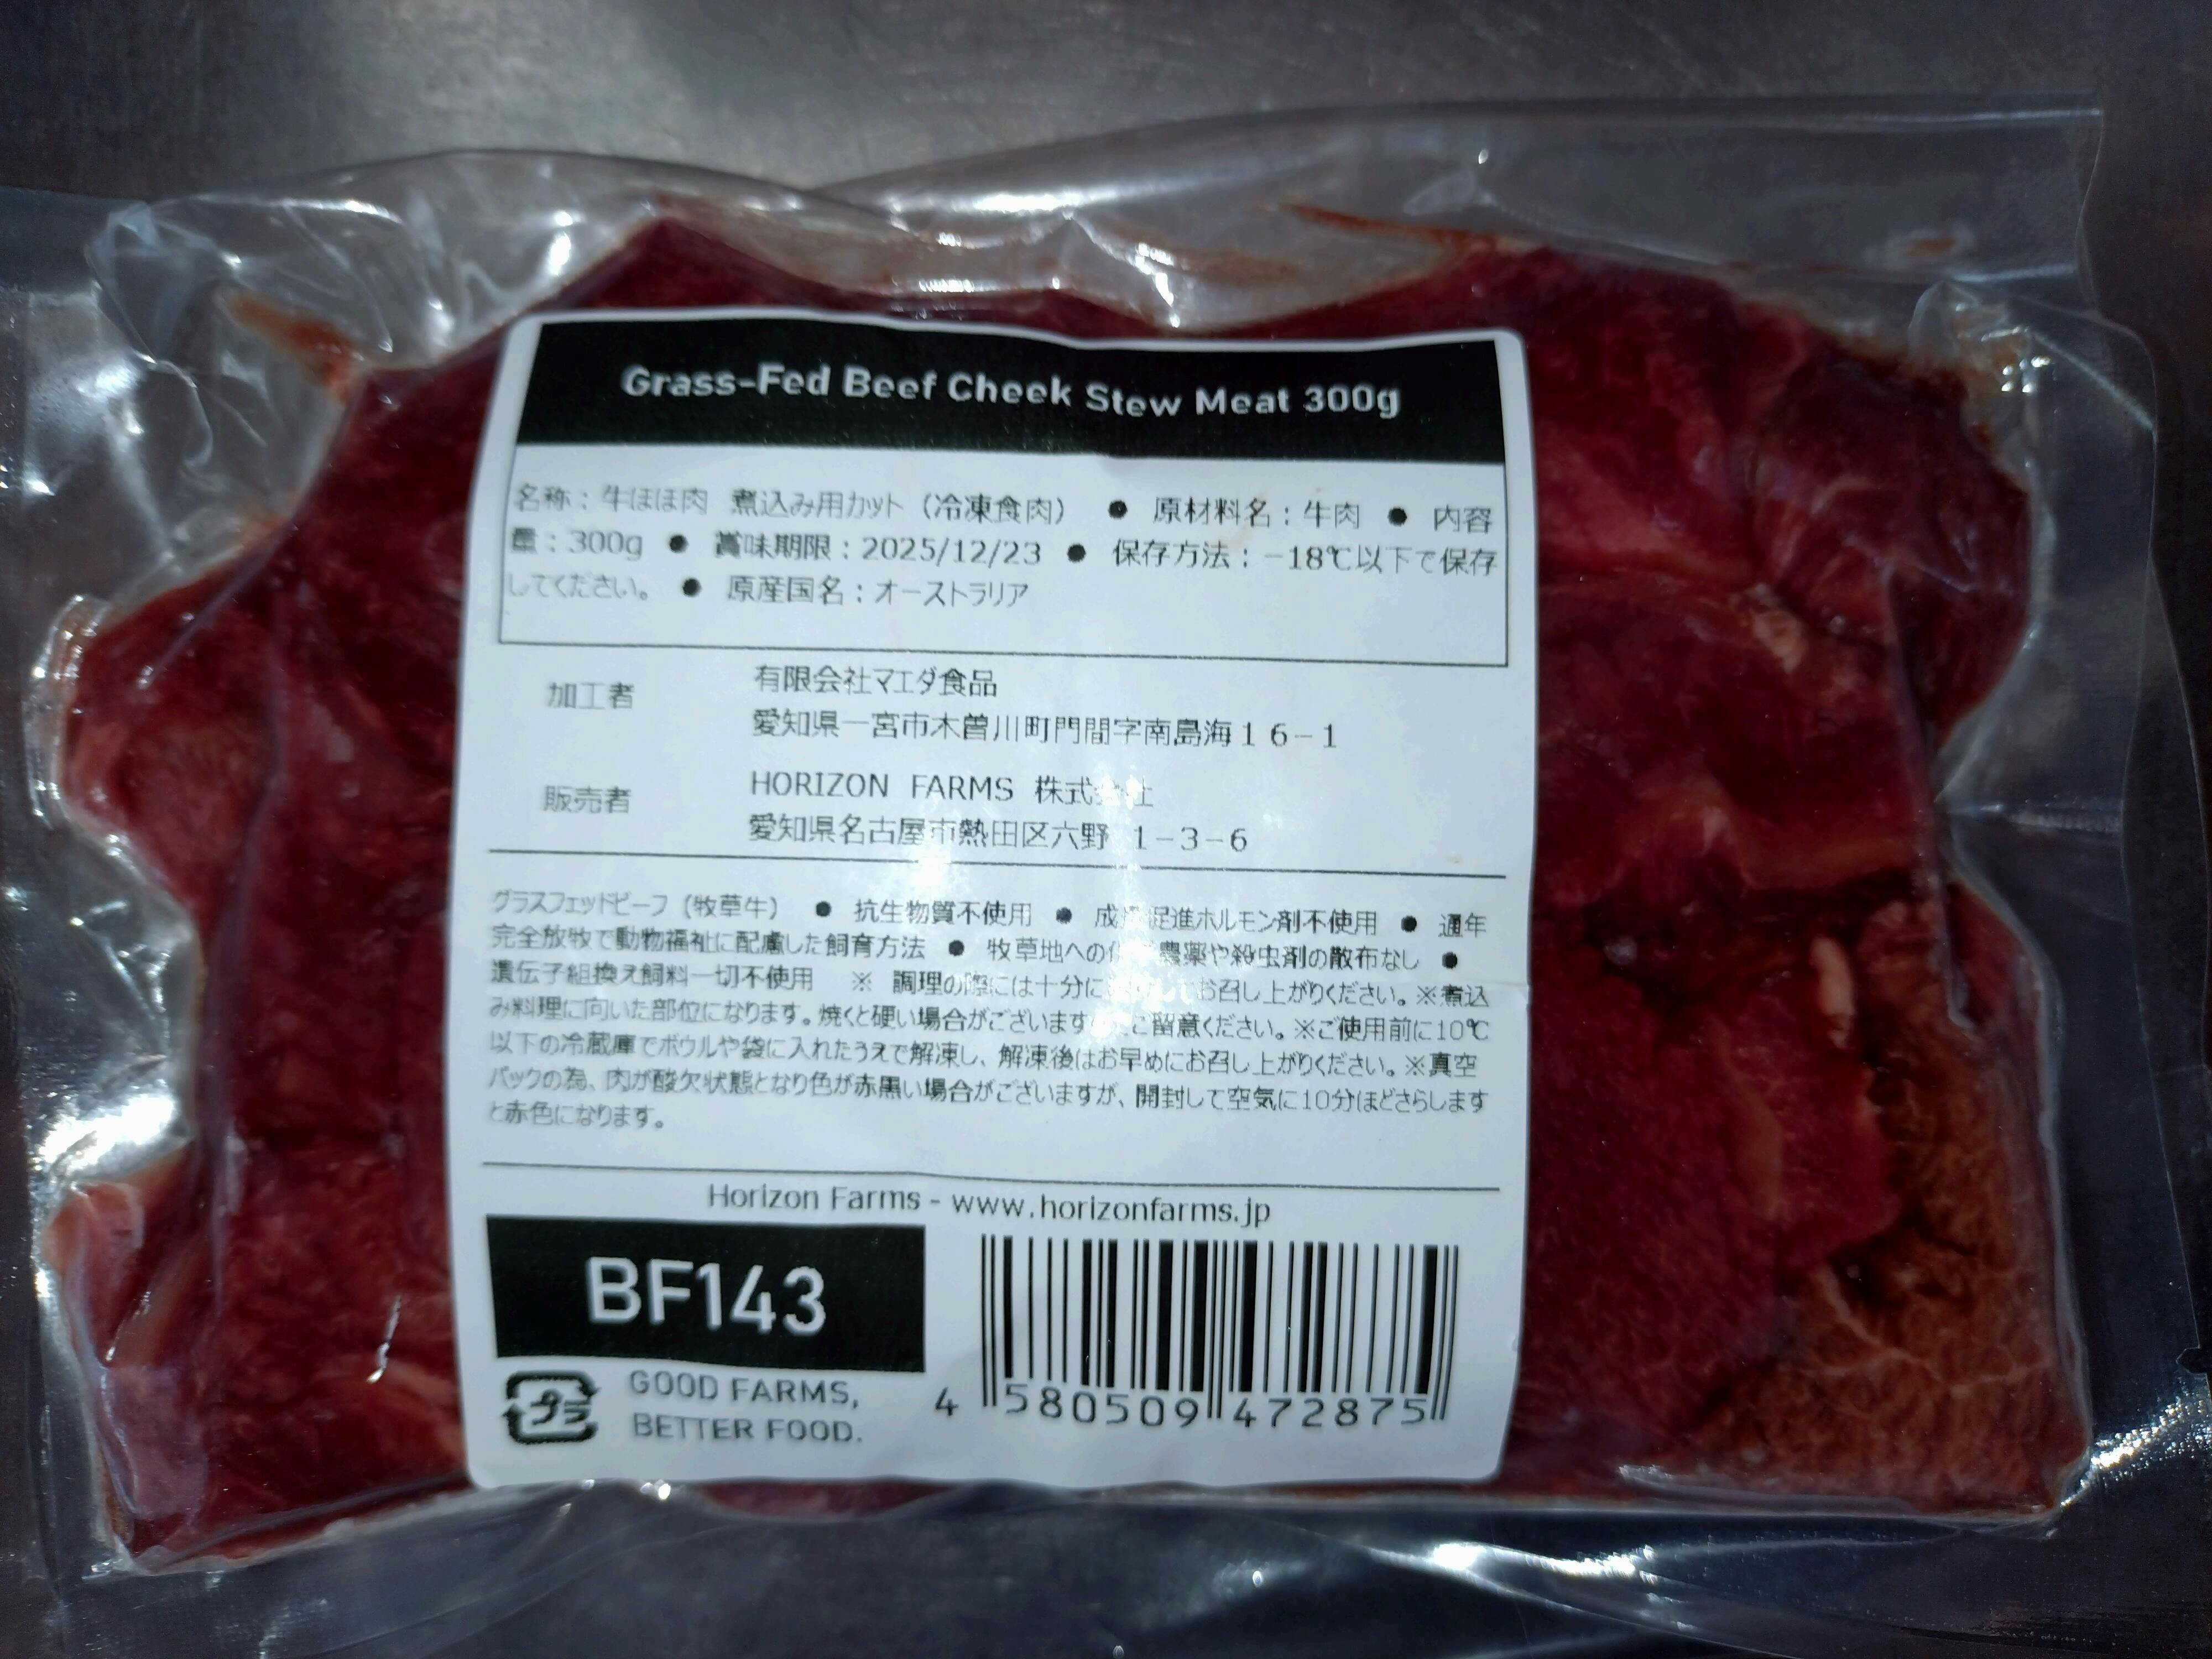 Grass-Fed Beef Cheek Stew Meat 300g
名称：牛ほほ肉 煮込み用カット（冷凍食肉） ● 原材料名：牛肉 ● 内容
量：300g ● 賞味期限：2025/12/23 ● 保存方法：－18℃以下で保存
してください。 ● 原産国名：オーストラリア
加工者 有限会社マエダ食品
愛知県一宮市木曽川町門間字南島海１６－１
販売者 HORIZON FARMS 株式会社
愛知県名古屋市熱田区六野 １－３－６
グラスフェッドビーフ（牧草牛） ● 抗生物質不使用 ● 成長促進ホルモン剤不使用 ● 通年
完全放牧で動物福祉に配慮した飼育方法 ● 牧草地への 農薬や殺虫剤の散布なし ●
遺伝子組換え飼料一切不使用 ※ 調理の際には十分に お召し上がりください。※煮込
み料理に向いた部位になります。焼くと硬い場合がございます ご留意ください。※ご使用前に10℃
以下の冷蔵庫でボウルや袋に入れたうえで解凍し、解凍後はお早めにお召し上がりください。※真空
パックの為、肉が酸欠状態となり色が赤黒い場合がございますが、開封して空気に10分ほどさらします
と赤色になります。
Horizon Farms - www.horizonfarms.jp
BF143
プラ
GOOD FARMS,
BETTER FOOD.
4 580509 472875